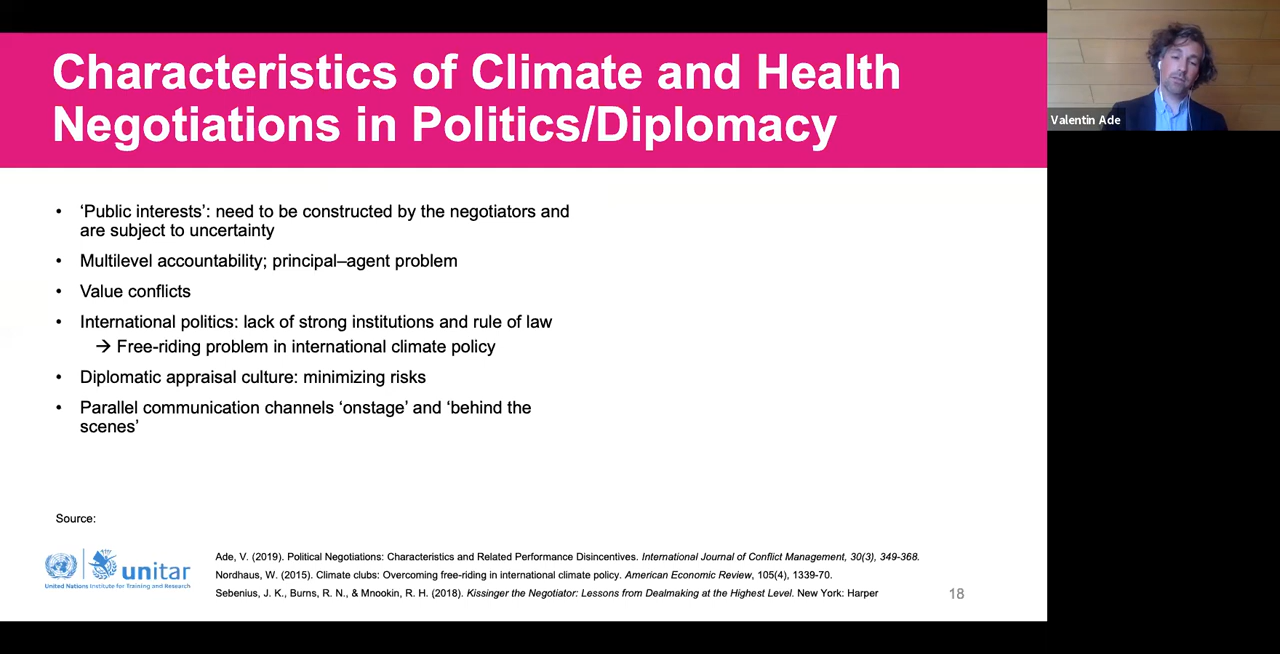 Characteristics of Climate and Health
Negotiations in Politics/Diplomacy
Valentin Ade
• ‘Public interests’: need to be constructed by the negotiators and
are subject to uncertainty
• Multilevel accountability; principal–agent problem
• Value conflicts
• International politics: lack of strong institutions and rule of law
→ Free-riding problem in international climate policy
• Diplomatic appraisal culture: minimizing risks
• Parallel communication channels ‘onstage’ and ‘behind the
scenes’
Source:
unitar
United Nations Institute for Training and Research
Ade, V. (2019). Political Negotiations: Characteristics and Related Performance Disincentives. International Journal of Conflict Management, 30(3), 349-368.
Nordhaus, W. (2015). Climate clubs: Overcoming free-riding in international climate policy. American Economic Review, 105(4), 1339-70.
Sebenius, J. K., Burns, R. N., & Mnookin, R. H. (2018). Kissinger the Negotiator: Lessons from Dealmaking at the Highest Level. New York: Harper
18